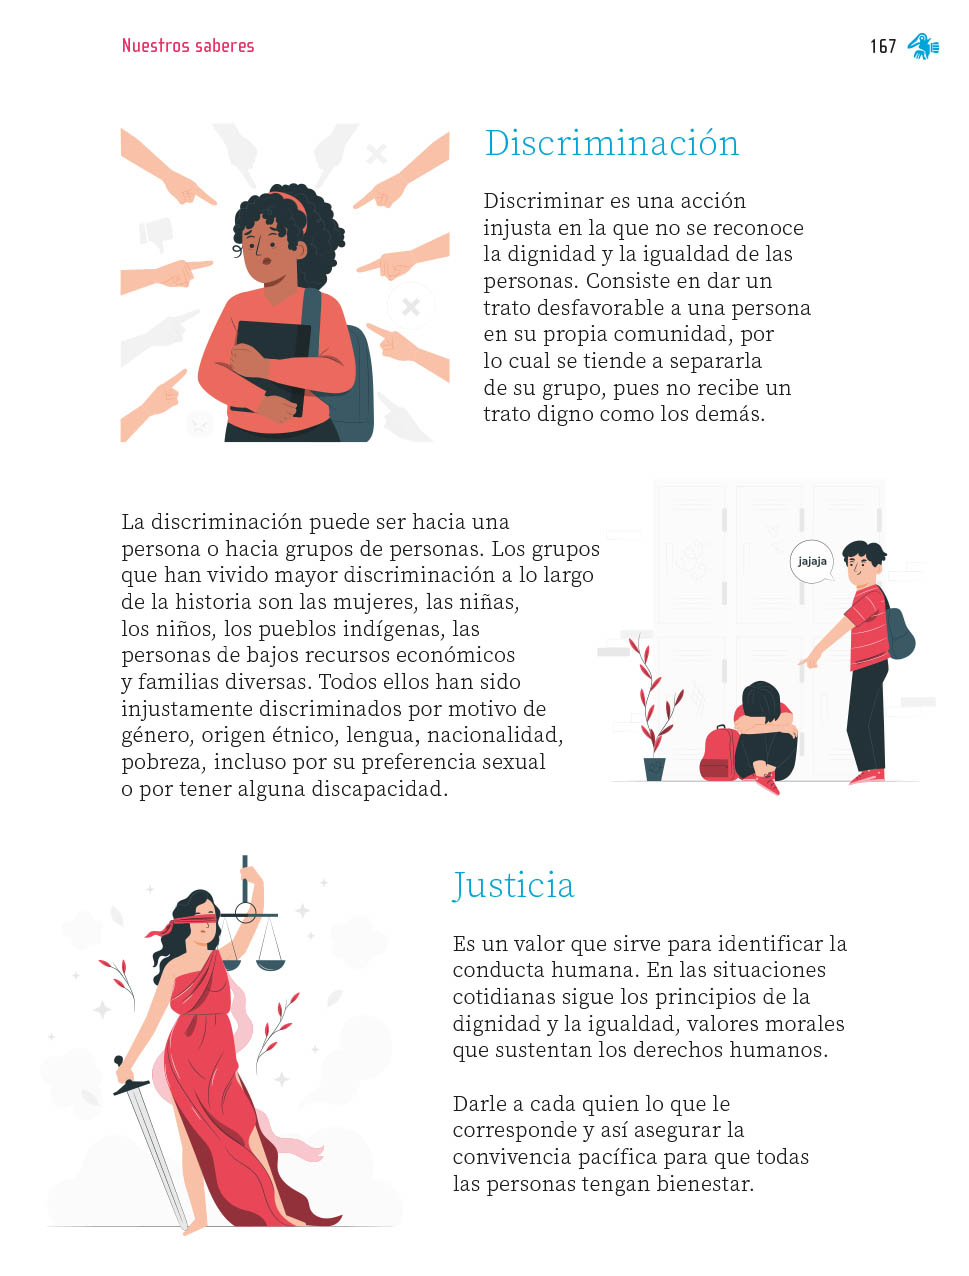 Nuestros saberes
167
Discriminación
Discriminar es una acción
injusta en la que no se reconoce
la dignidad y la igualdad de las
personas. Consiste en dar un
trato desfavorable a una persona
en su propia comunidad, por
lo cual se tiende a separarla
de su grupo, pues no recibe un
trato digno como los demás.
La discriminación puede ser hacia una
persona o hacia grupos de personas. Los grupos
que han vivido mayor discriminación a lo largo
de la historia son las mujeres, las niñas,
los niños, los pueblos indígenas, las
personas de bajos recursos económicos
y familias diversas. Todos ellos han sido
injustamente discriminados por motivo de
género, origen étnico, lengua, nacionalidad,
pobreza, incluso por su preferencia sexual
o por tener alguna discapacidad.
jajaja
Justicia
Es un valor que sirve para identificar la
conducta humana. En las situaciones
cotidianas sigue los principios de la
dignidad y la igualdad, valores morales
que sustentan los derechos humanos.
Darle a cada quien lo que le
corresponde y así asegurar la
convivencia pacífica para que todas
las personas tengan bienestar.